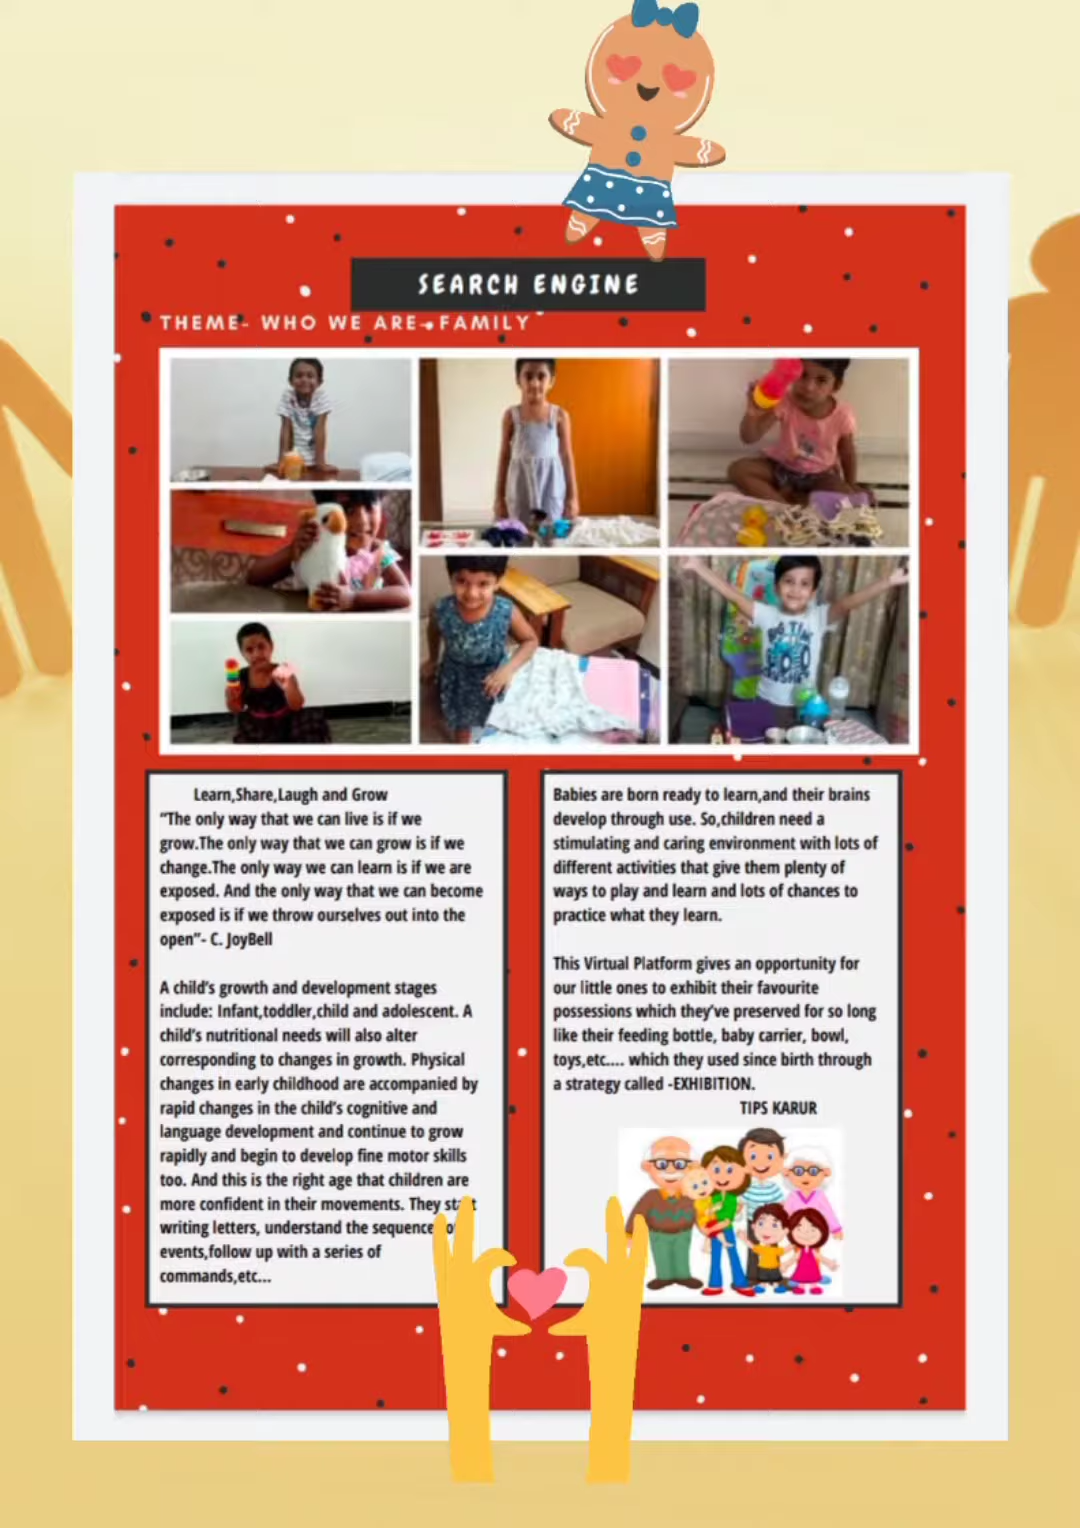 SEARCH ENGINE
THEME- WHO WE ARE- FAMILY
Learn,Share,Laugh and Grow
"The only way that we can live is if we
grow.The only way that we can grow is if we
change.The only way we can learn is if we are
exposed. And the only way that we can become
exposed is if we throw ourselves out into the
open"- C. JoyBell
A child's growth and development stages
include: Infant,toddler,child and adolescent. A
child's nutritional needs will also alter
corresponding to changes in growth. Physical
changes in early childhood are accompanied by
rapid changes in the child's cognitive and
language development and continue to grow
rapidly and begin to develop fine motor skills
too. And this is the right age that children are
more confident in their movements. They start
writing letters, understand the sequence of
events,follow up with a series of
commands,etc...
Babies are born ready to learn,and their brains
develop through use. So,children need a
stimulating and caring environment with lots of
different activities that give them plenty of
ways to play and learn and lots of chances to
practice what they learn.
This Virtual Platform gives an opportunity for
our little ones to exhibit their favourite
possessions which they've preserved for so long
like their feeding bottle, baby carrier, bowl,
toys,etc.... which they used since birth through
a strategy called -EXHIBITION.
TIPS KARUR